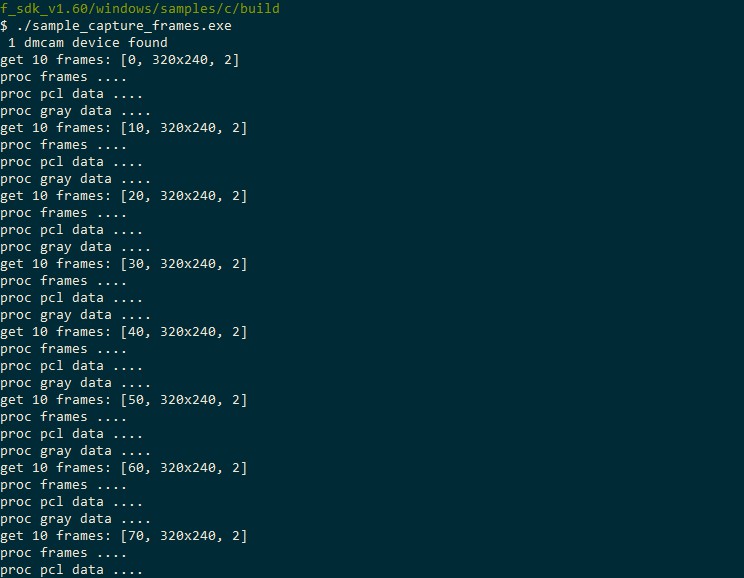 f_sdk_v1.60/windows/samples/c/build
$ ./sample_capture_frames.exe
 1 dmcam device found
get 10 frames: [0, 320x240, 2]
proc frames ....
proc pcl data ....
proc gray data ....
get 10 frames: [10, 320x240, 2]
proc frames ....
proc pcl data ....
proc gray data ....
get 10 frames: [20, 320x240, 2]
proc frames ....
proc pcl data ....
proc gray data ....
get 10 frames: [30, 320x240, 2]
proc frames ....
proc pcl data ....
proc gray data ....
get 10 frames: [40, 320x240, 2]
proc frames ....
proc pcl data ....
proc gray data ....
get 10 frames: [50, 320x240, 2]
proc frames ....
proc pcl data ....
proc gray data ....
get 10 frames: [60, 320x240, 2]
proc frames ....
proc pcl data ....
proc gray data ....
get 10 frames: [70, 320x240, 2]
proc frames ....
proc pcl data ....